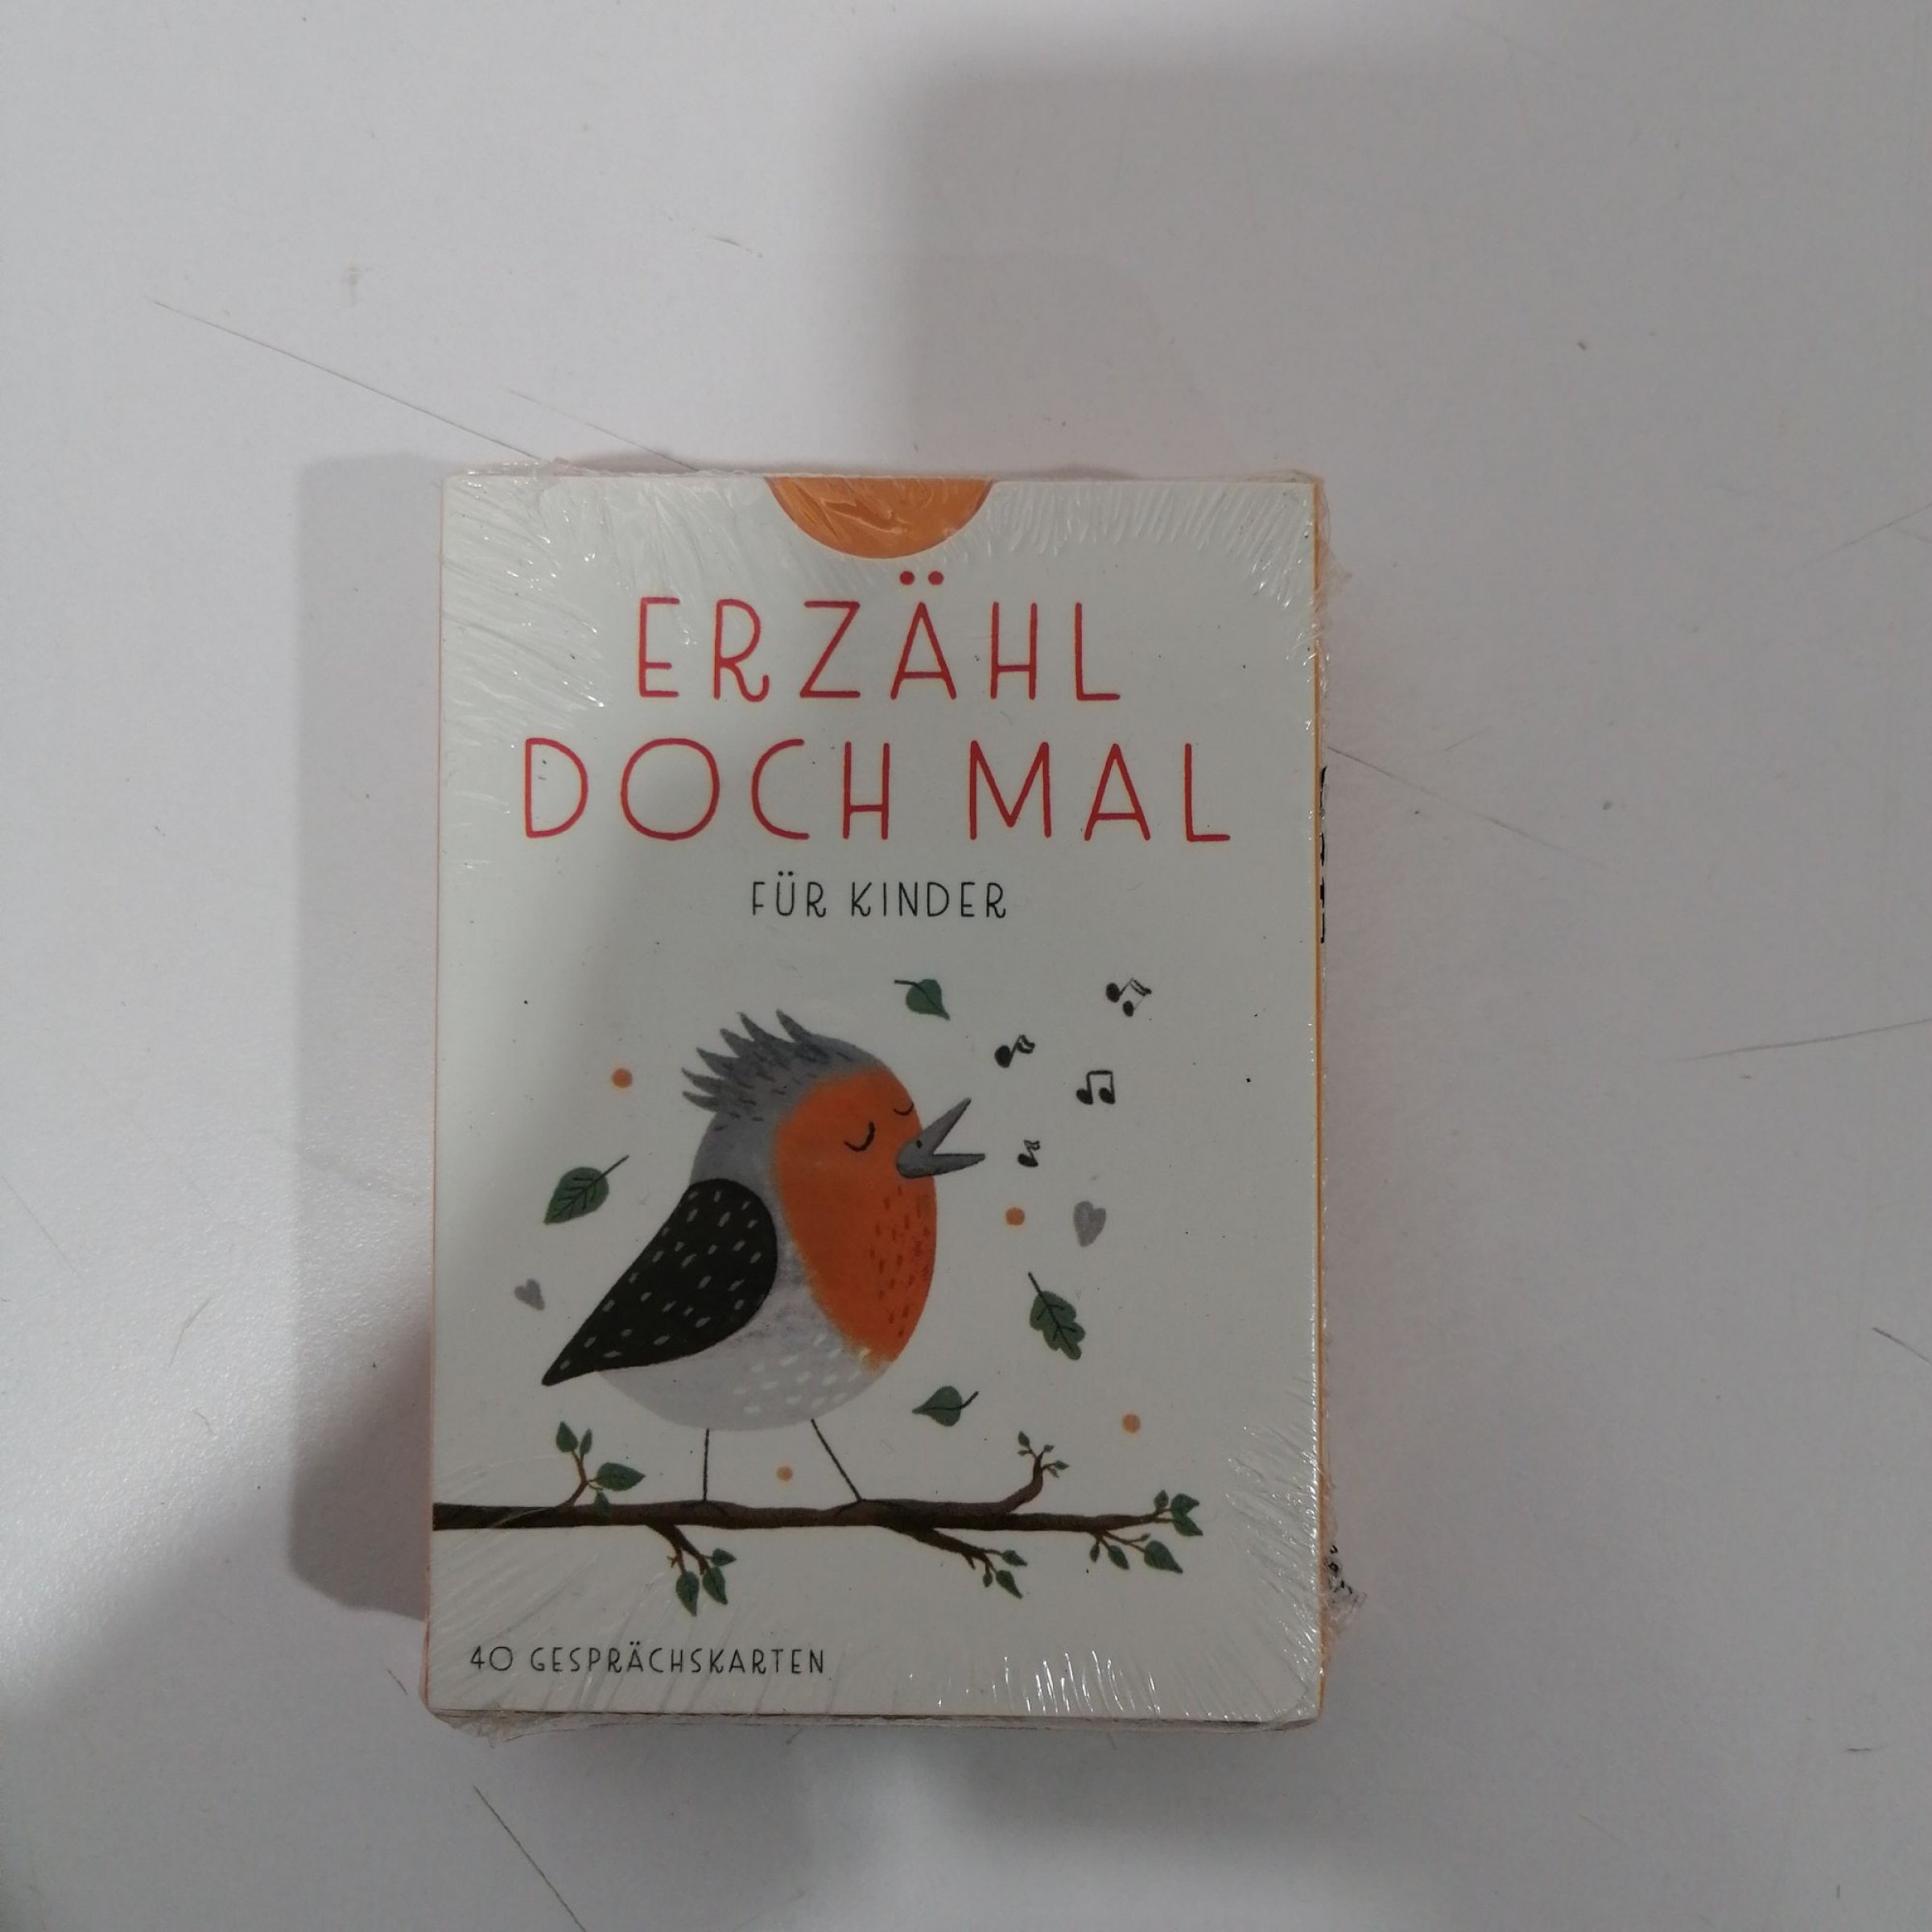 ERZÄHL
DOCH MAL
FÜR KINDER
40 GESPRÄCHSKARTEN